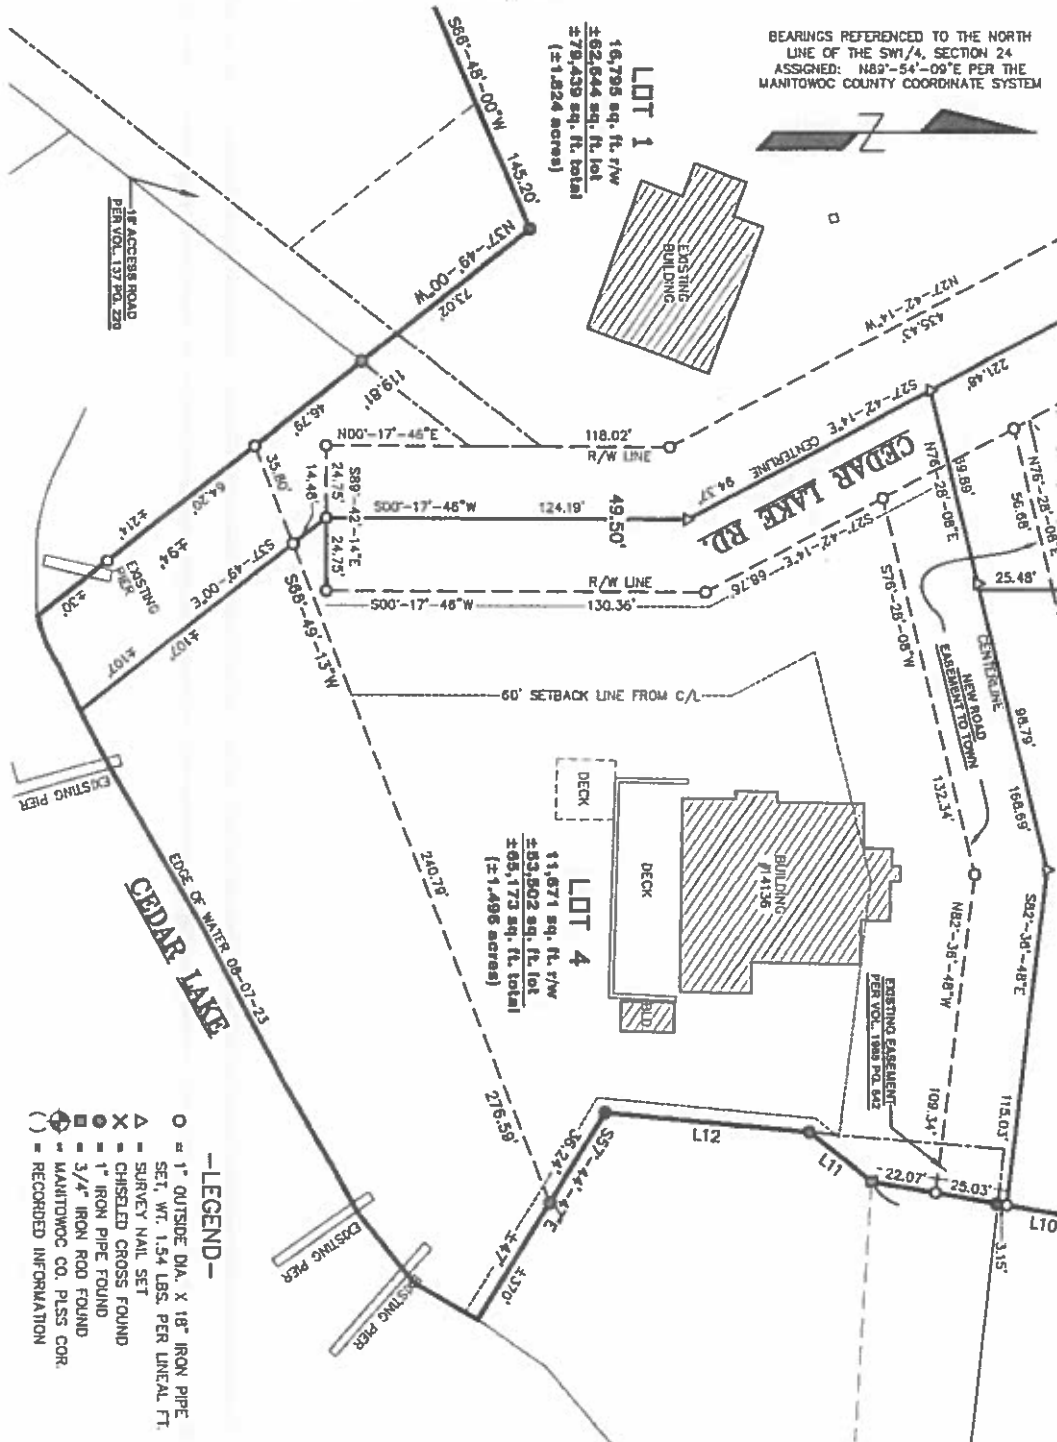 BEARINGS REFERENCED TO THE NORTH
LINE OF THE SW1/4, SECTION 24
ASSIGNED: N89°-54'-09"E PER THE
MANITOWOC COUNTY COORDINATE SYSTEM
N
LOT 1
16,795 sq. ft. r/w
±62,644 sq. ft. lot
±79,439 sq. ft. total
(±1.824 acres)
S66°-48'-00"W
145.20'
N37°-49'-00"W
73.02'
EXISTING
BUILDING
18' ACCESS ROAD
PER VOL. 137 PG. 220
119.81'
46.79'
N00°-17'-46"E
118.02'
R/W LINE
N27°-42'-14"W
435.43'
221.48'
S27°-42'-14"E
CENTERLINE
94.37'
CEDAR LAKE RD.
N76°-28'-08"E
69.89'
N76°-28'-08"E
56.68'
35.80'
14.46'
S89°-42'-14"E
24.75'
24.75'
S00°-17'-46"W
124.19'
49.50'
R/W LINE
S00°-17'-46"W
130.36'
S27°-42'-14"E
68.76'
S76°-28'-08"W
132.34'
25.48'
CENTERLINE
98.79'
168.69'
NEW ROAD
EASEMENT TO TOWN
64.20'
±214'
±94'
S37°-49'-00"E
EXISTING
PIER
±30'
±107'
±107'
S68°-49'-13"W
60' SETBACK LINE FROM C/L
EXISTING PIER
DECK
DECK
BUILDING
#14136
BLD
240.79'
276.59'
LOT 4
11,671 sq. ft. r/w
±53,502 sq. ft. lot
±65,173 sq. ft. total
(±1.496 acres)
EDGE OF WATER 08-07-23
CEDAR LAKE
N82°-36'-48"W
109.34'
S82°-36'-48"E
115.03'
EXISTING EASEMENT
PER VOL. 1988 PG. 642
L12
L11
L10
22.07'
25.03'
3.15'
36.24'
±47'
±370'
EXISTING PIER
EXISTING PIER
-LEGEND-
O = 1" OUTSIDE DIA. X 18" IRON PIPE
SET, WT. 1.54 LBS. PER LINEAL FT.
= SURVEY NAIL SET
X = CHISELED CROSS FOUND
= 1" IRON PIPE FOUND
= 3/4" IRON ROD FOUND
= MANITOWOC CO. PLSS COR.
( ) = RECORDED INFORMATION